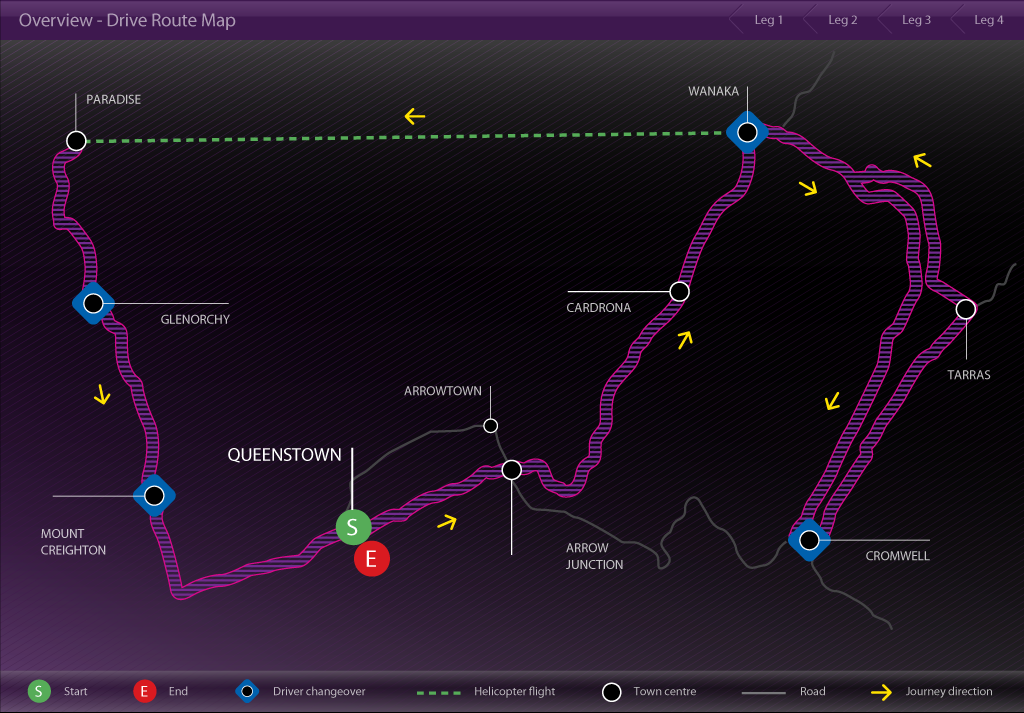 Overview - Drive Route Map
Leg 1
Leg 2
Leg 3
Leg 4
PARADISE
WANAKA
GLENORCHY
CARDRONA
TARRAS
ARROWTOWN
QUEENSTOWN
S
E
MOUNT
CREIGHTON
ARROW
JUNCTION
CROMWELL
S
Start
E
End
Driver changeover
Helicopter flight
Town centre
Road
Journey direction